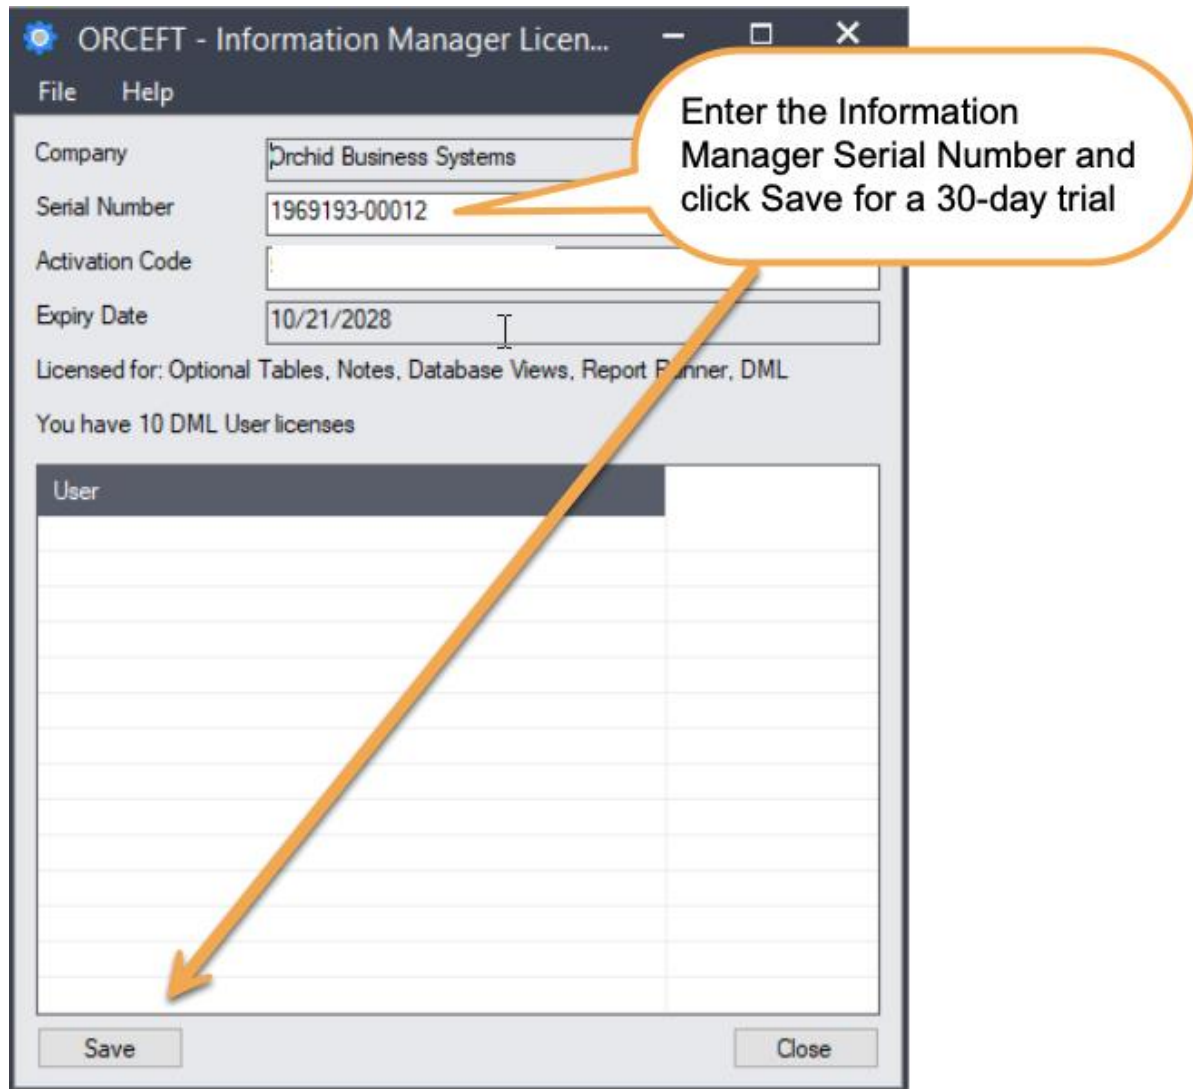 ORCEFT - Information Manager Licen...
File Help
Enter the Information
Manager Serial Number and
click Save for a 30-day trial
Company Orchid Business Systems
Serial Number 1969193-00012
Activation Code
Expiry Date 10/21/2028
Licensed for: Optional Tables, Notes, Database Views, Report Runner, DML
You have 10 DML User licenses
User
Save Close